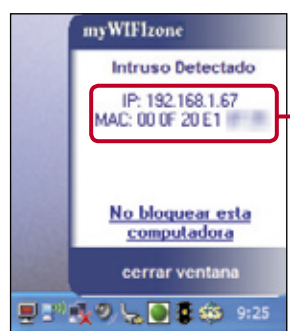 myWIFIzone
Intruso Detectado
IP: 192.168.1.67
MAC: 00 0F 20 E1
No bloquear esta
computadora
cerrar ventana
9:25